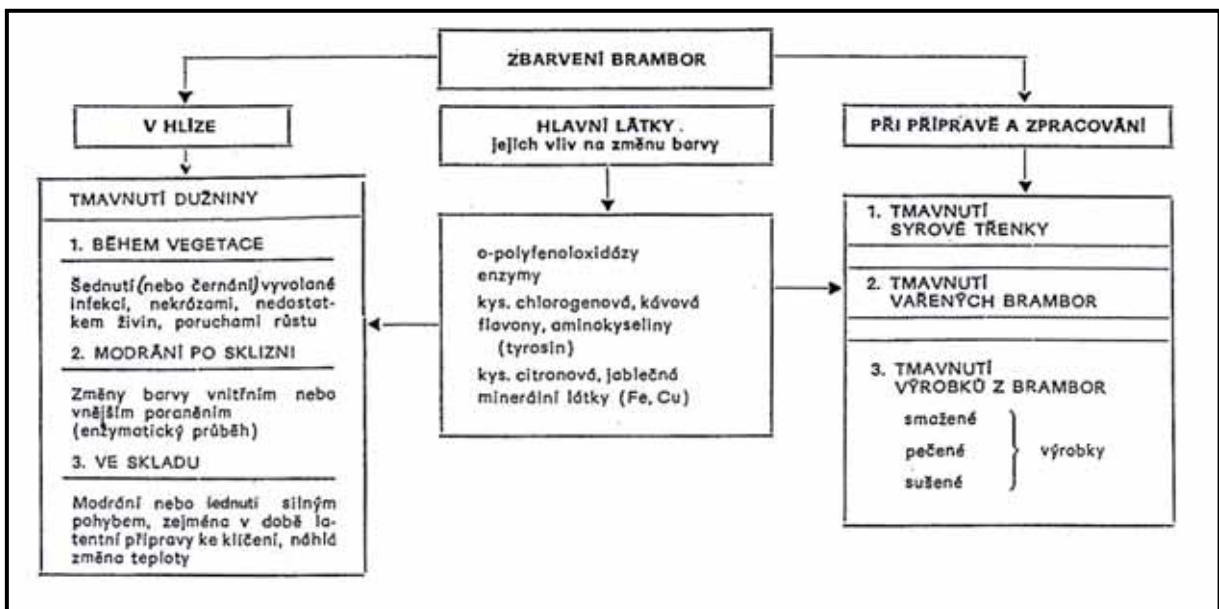 ZBARVENÍ BRAMBOR
V HLÍZE
TMAVNUTÍ DUŽNINY
1. BĚHEM VEGETACE
Šednutí (nebo černání) vyvolané
infekcí, nekrózami, nedostat-
kem živin, poruchami růstu
2. MODRÁNÍ PO SKLIZNI
Změny barvy vnitřním nebo
vnějším poraněním
(enzymatický průběh)
3. VE SKLADU
Modrání nebo šednutí silným
pohybem, zejména v době la-
tentní přípravy ke klíčení, náhlá
změna teploty
HLAVNÍ LÁTKY.
jejich vliv na změnu barvy
o-polyfenoloxidázy
enzymy
kys. chlorogenová, kávová
flavony, aminokyseliny
(tyrosin)
kys. citronová, jablečná
minerální látky (Fe, Cu)
PŘI PŘÍPRAVĚ A ZPRACOVÁNÍ
1. TMAVNUTÍ
SYROVÉ TŘENKY
2. TMAVNUTÍ
VAŘENÝCH BRAMBOR
3. TMAVNUTÍ
VÝROBKŮ Z BRAMBOR
smažené
pečené
sušené
výrobky